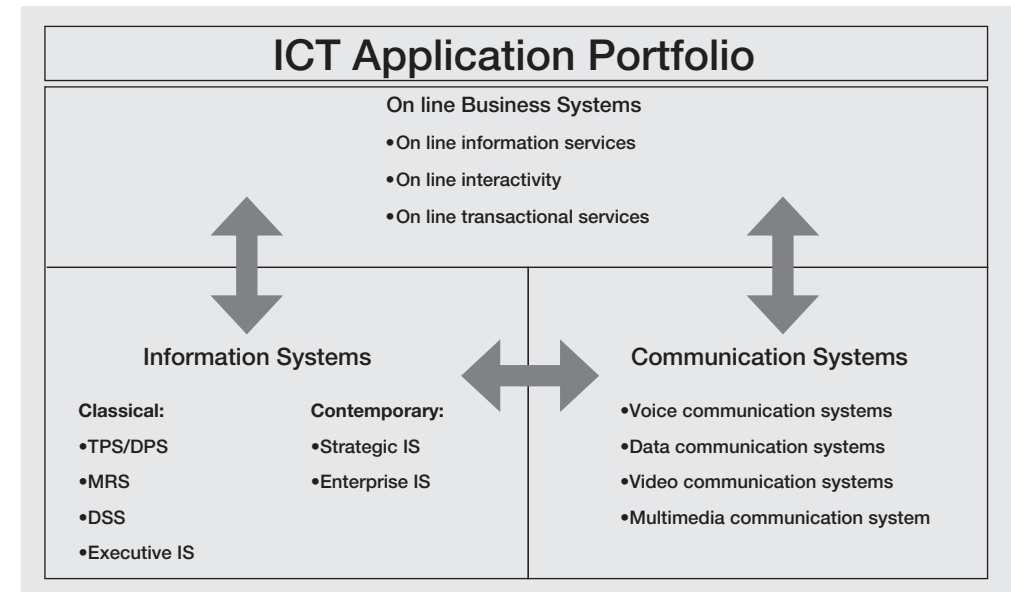 ICT Application Portfolio
On line Business Systems
•On line information services
•On line interactivity
•On line transactional services
Information Systems
Classical:
•TPS/DPS
•MRS
•DSS
•Executive IS
Contemporary:
•Strategic IS
•Enterprise IS
Communication Systems
•Voice communication systems
•Data communication systems
•Video communication systems
•Multimedia communication system